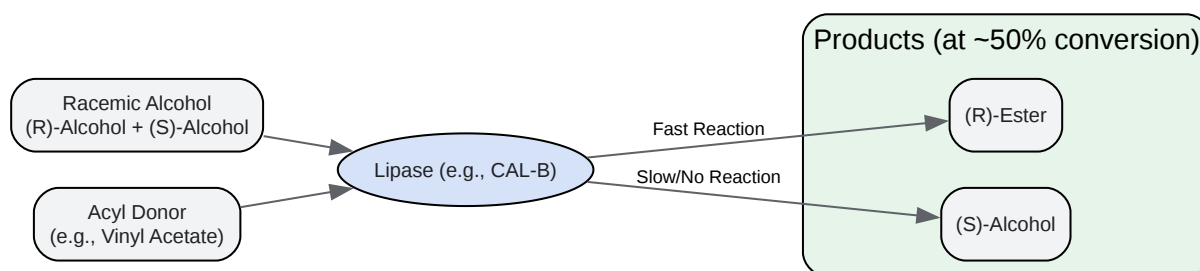 Products (at ~50% conversion)
Racemic Alcohol
(R)-Alcohol + (S)-Alcohol
Acyl Donor
(e.g., Vinyl Acetate)
Lipase (e.g., CAL-B)
Fast Reaction
Slow/No Reaction
(R)-Ester
(S)-Alcohol